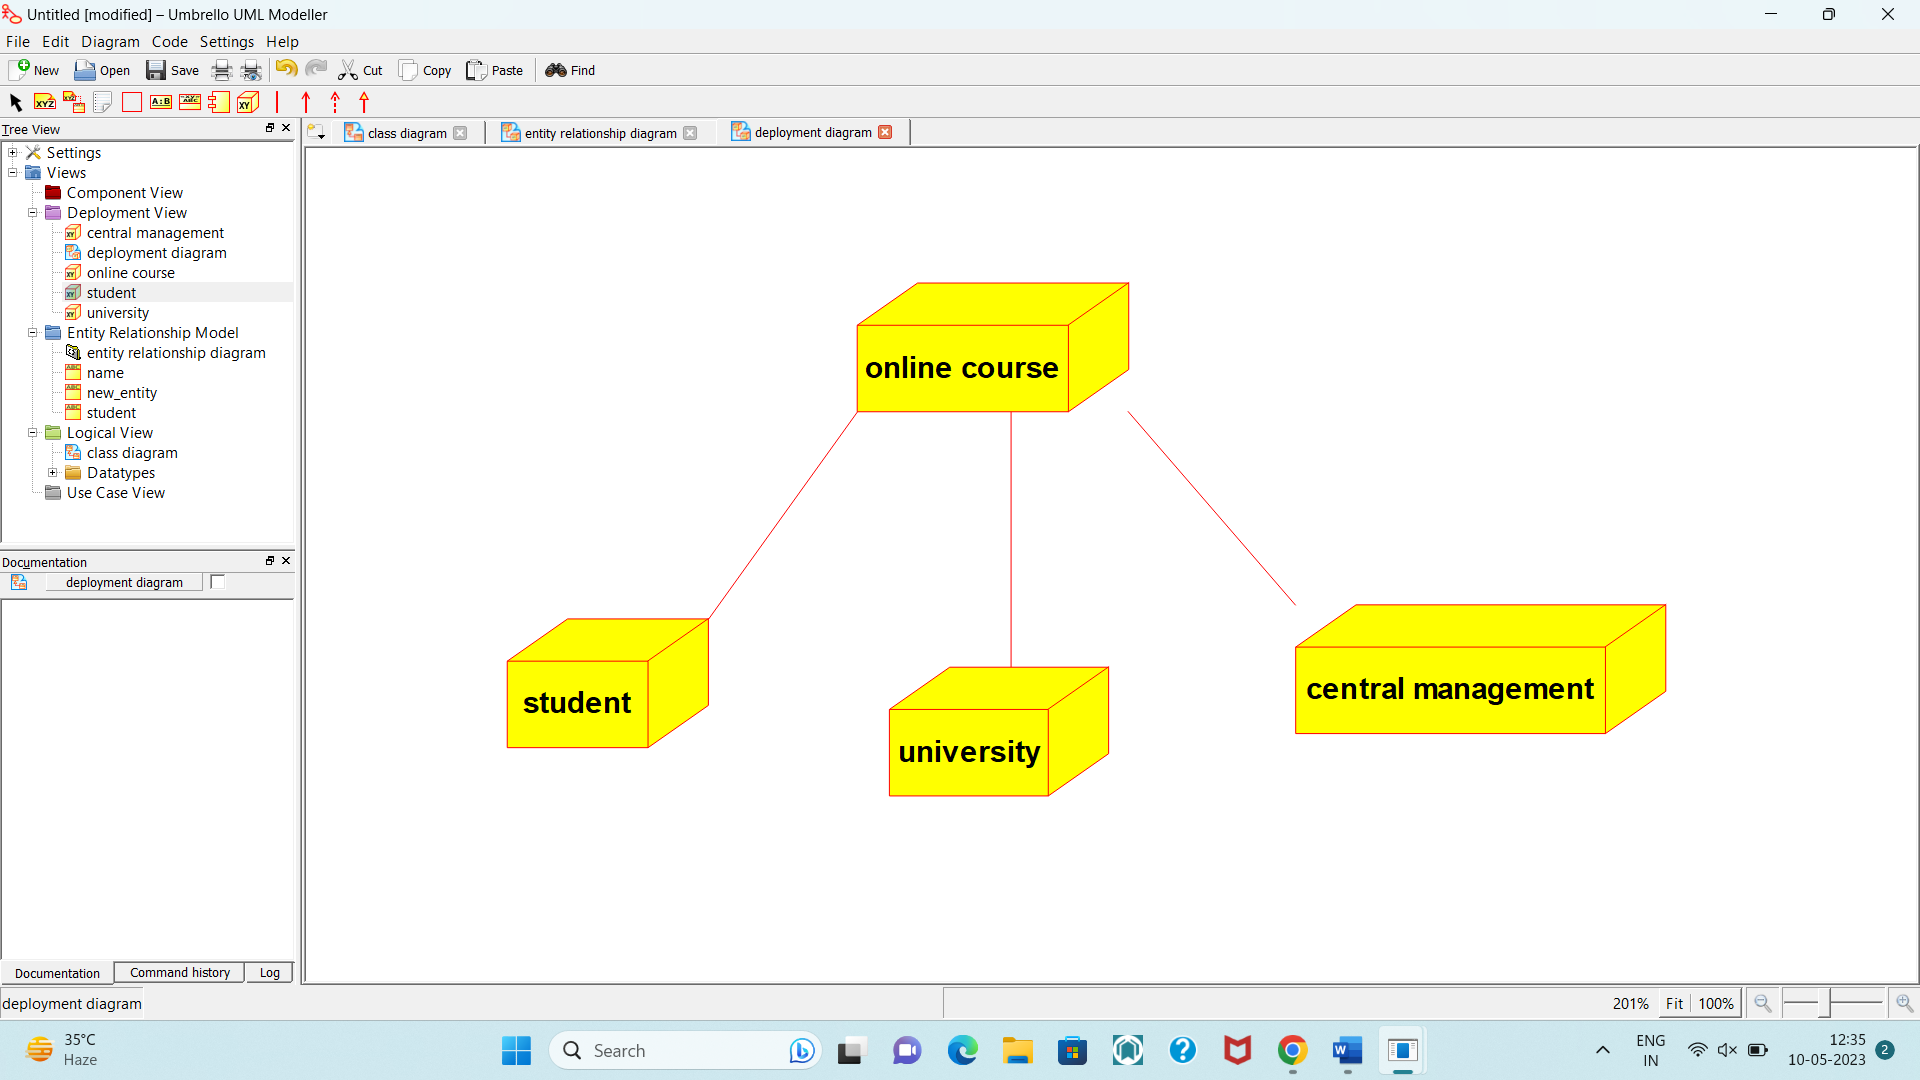 Untitled [modified] – Umbrello UML Modeller
File Edit Diagram Code Settings Help
New Open Save Cut Copy Paste Find
Tree View
class diagram entity relationship diagram deployment diagram
Settings
Views
Component View
Deployment View
central management
deployment diagram
online course
student
university
Entity Relationship Model
entity relationship diagram
name
new_entity
student
Logical View
class diagram
Datatypes
Use Case View
online course
student
university
central management
Documentation
deployment diagram
Documentation Command history Log
deployment diagram
201% Fit 100%
35°C
Haze
Search
ENG
IN
12:35
10-05-2023
2